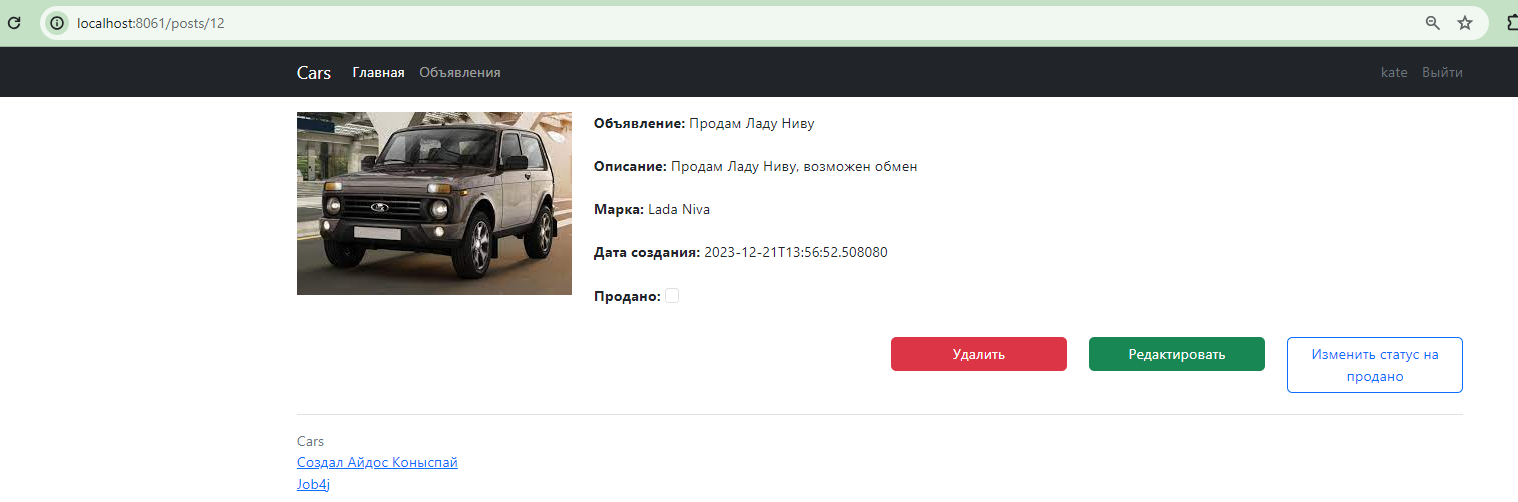 localhost:8061/posts/12
Cars Главная Объявления kate Выйти
Объявление: Продам Ладу Ниву
Описание: Продам Ладу Ниву, возможен обмен
Марка: Lada Niva
Дата создания: 2023-12-21T13:56:52.508080
Продано:
Удалить Редактировать Изменить статус на
продано
Cars
Создал Айдос Коныспай
Job4j